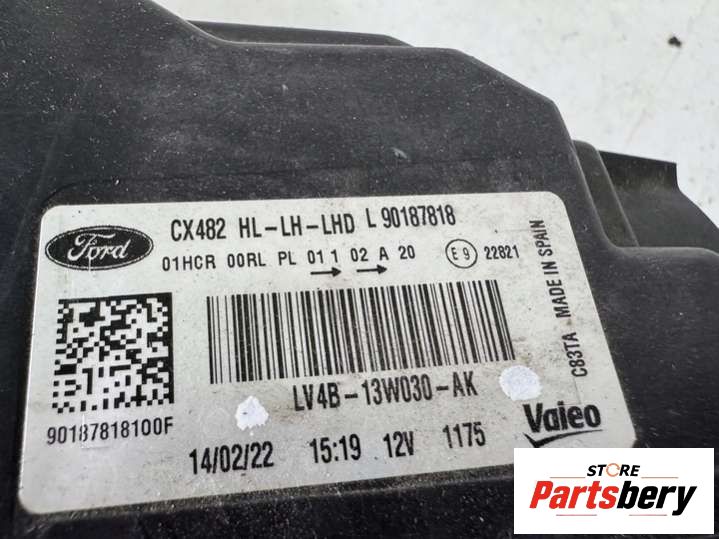 Ford
CX482 HL-LH-LHD L 90187818
01HCR 00RL PL 01 1 02 A 20 E9 22821
LV4B-13W030-AK
90187818100F
14/02/22 15:19 12V 1175
Valeo
C83TA MADE IN SPAIN
STORE
Partsbery